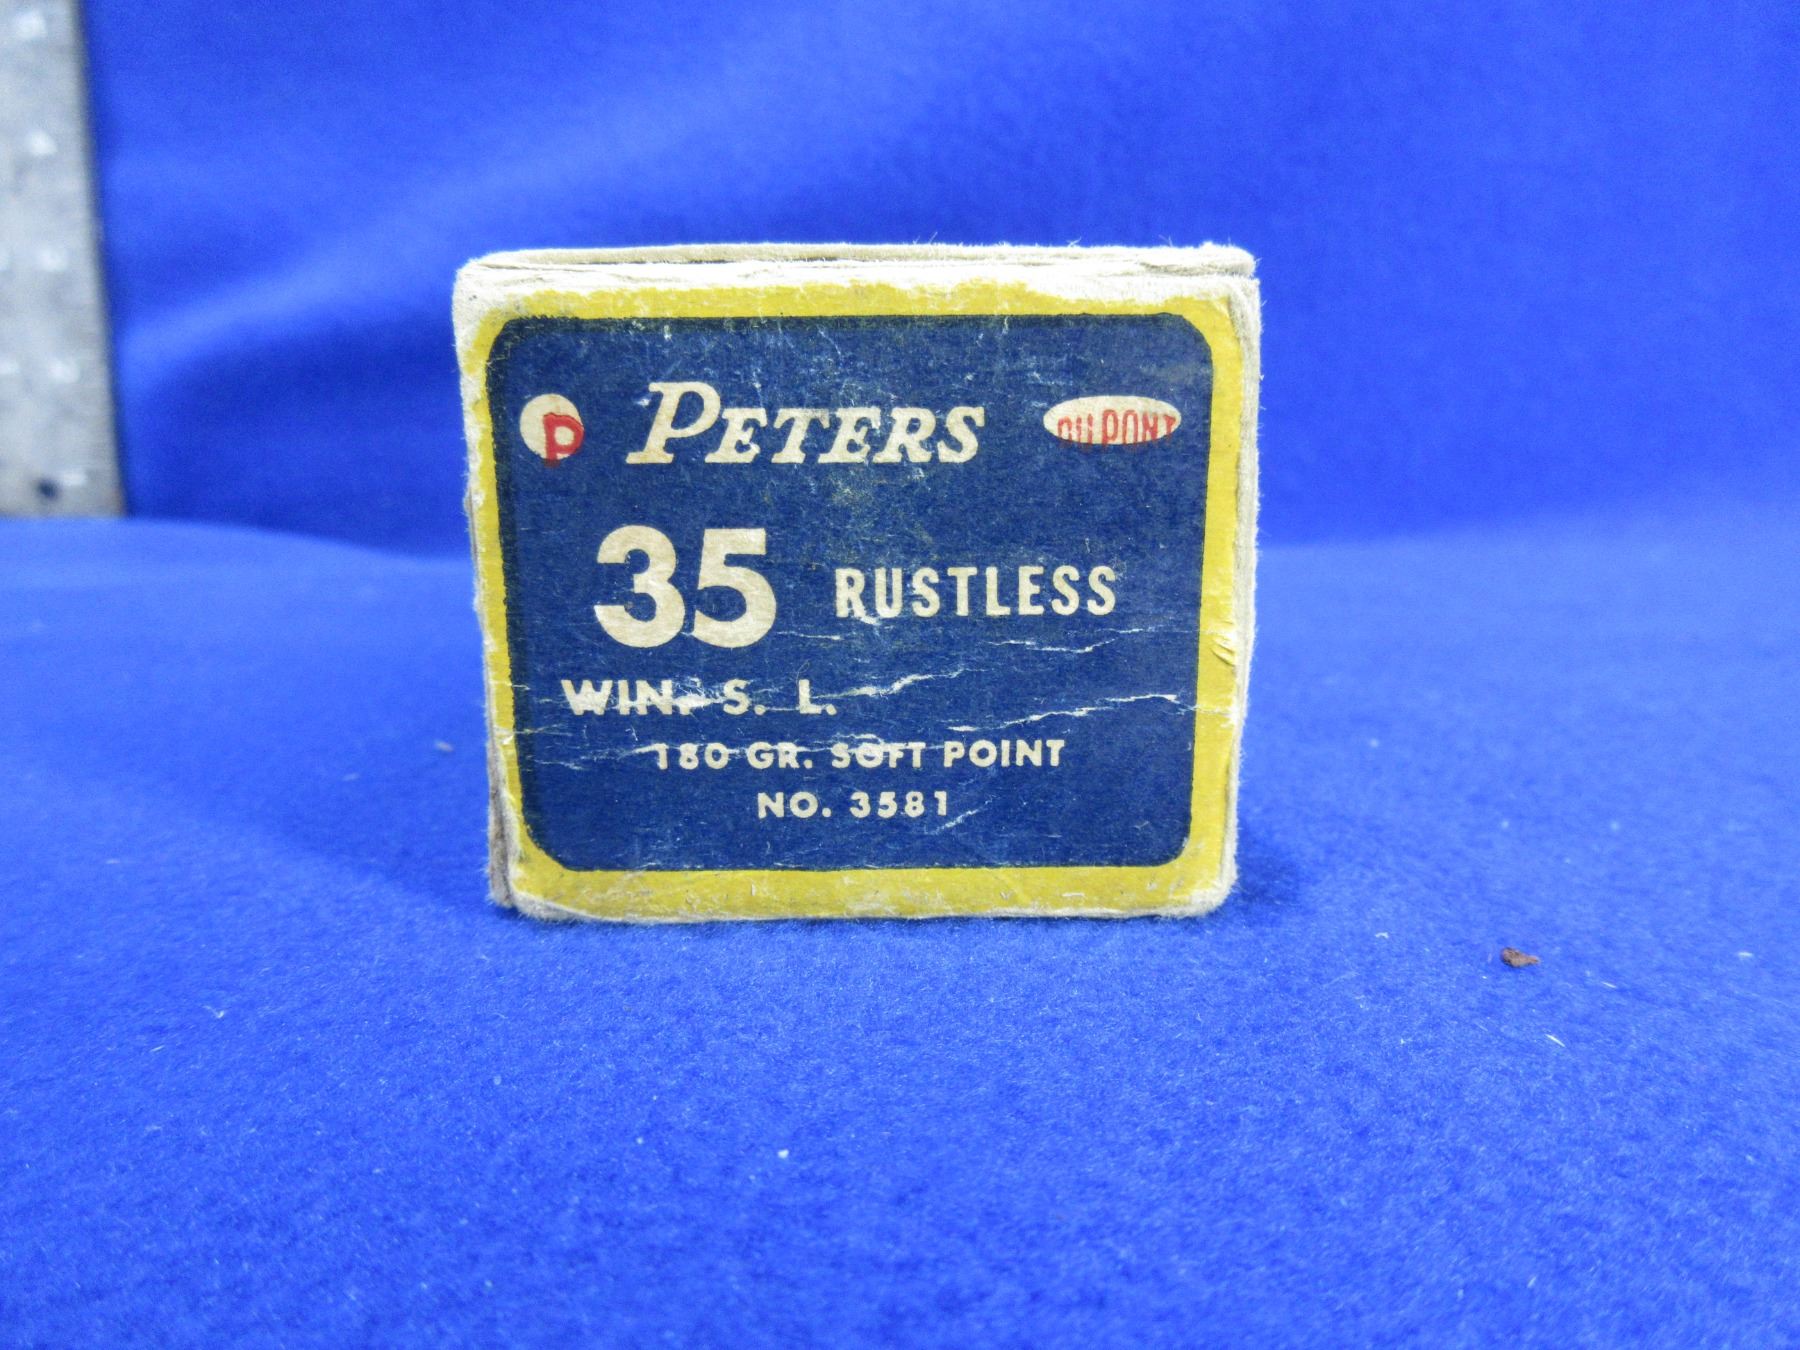 P PETERS DU PONT
35 RUSTLESS
WIN. S. L.
180 GR. SOFT POINT
NO. 3581